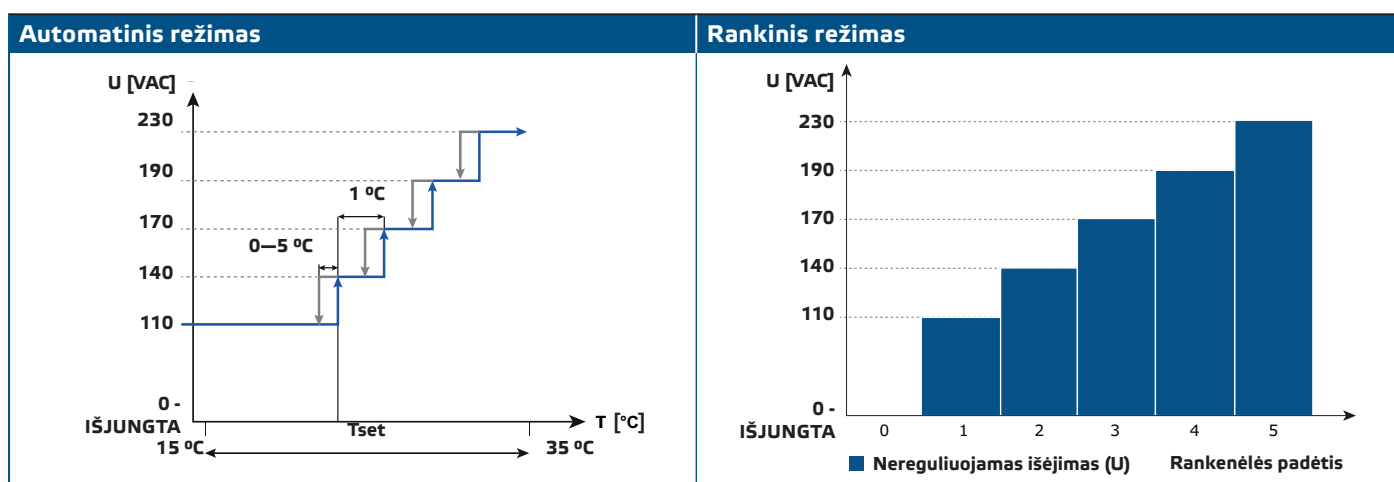 Automatinis režimas
U [VAC]
230
190
170
140
110
0 -
IŠJUNGTA
1 ºC
0—5 ºC
Tset
T [°C]
15 ºC
35 ºC
Rankinis režimas
U [VAC]
230
190
170
140
110
0 -
IŠJUNGTA
0 1 2 3 4 5
Nereguliuojamas išėjimas (U) Rankenėlės padėtis